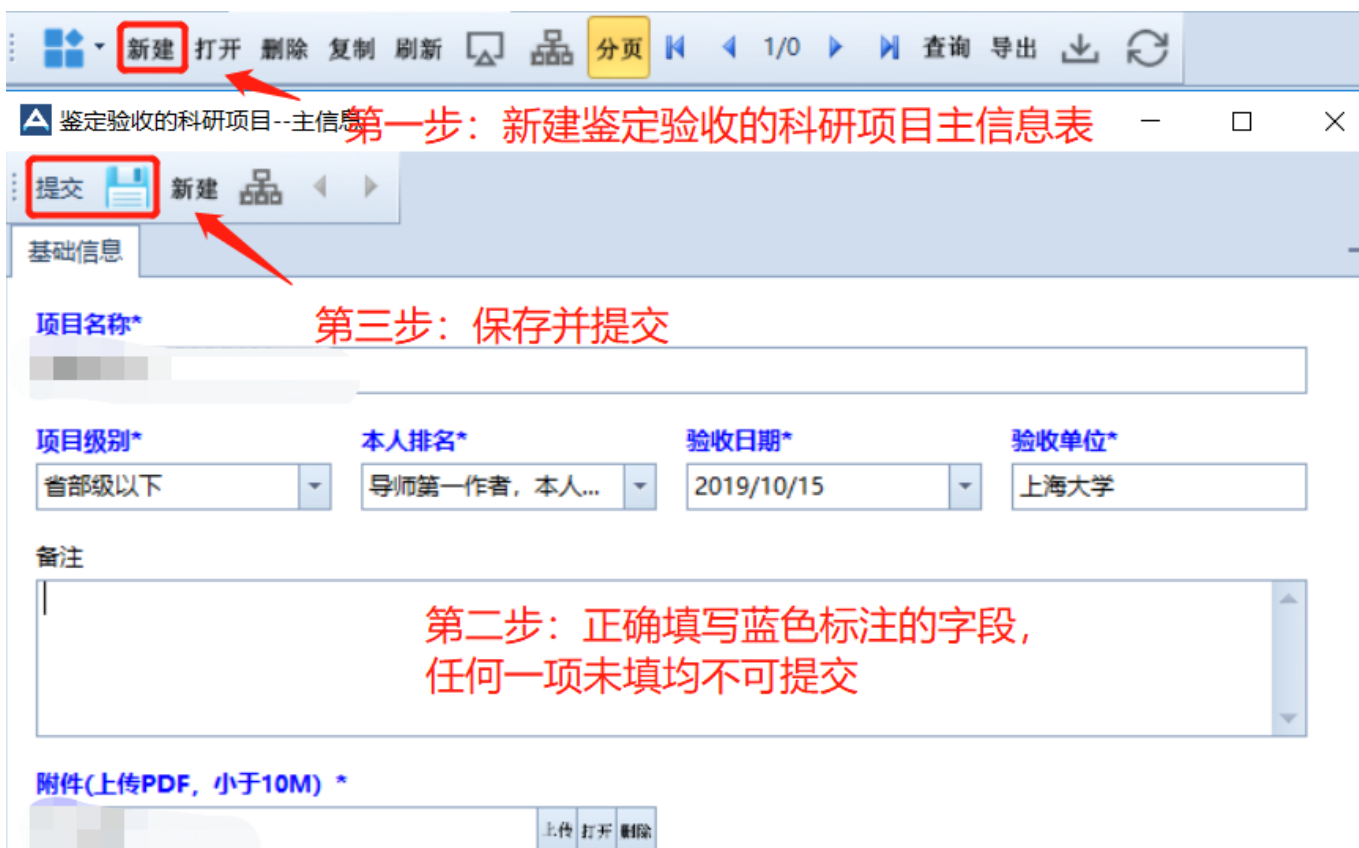 新建 打开 删除 复制 刷新 分页 1/0 查询 导出
鉴定验收的科研项目--主信息
第一步：新建鉴定验收的科研项目主信息表
提交 新建
基础信息
第三步：保存并提交
项目名称*
项目级别* 本人排名* 验收日期* 验收单位*
省部级以下 导师第一作者，本人... 2019/10/15 上海大学
备注
第二步：正确填写蓝色标注的字段，
任何一项未填均不可提交
附件(上传PDF，小于10M) *
上传 打开 删除